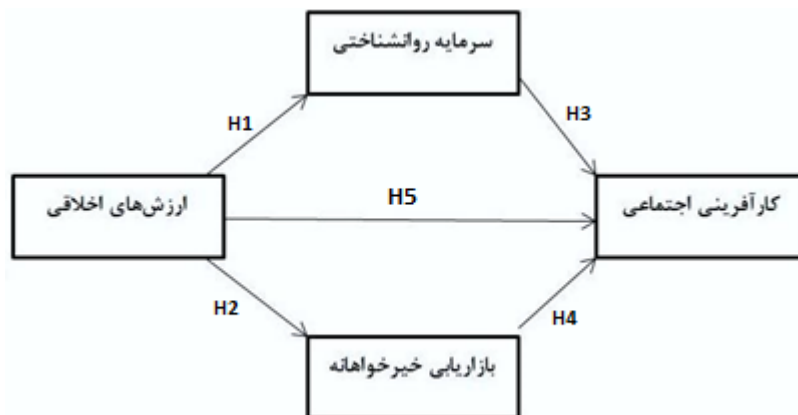 سرمایه روانشناختی
H1
H3
ارزش‌های اخلاقی
H5
کارآفرینی اجتماعی
H2
H4
بازاریابی خیرخواهانه